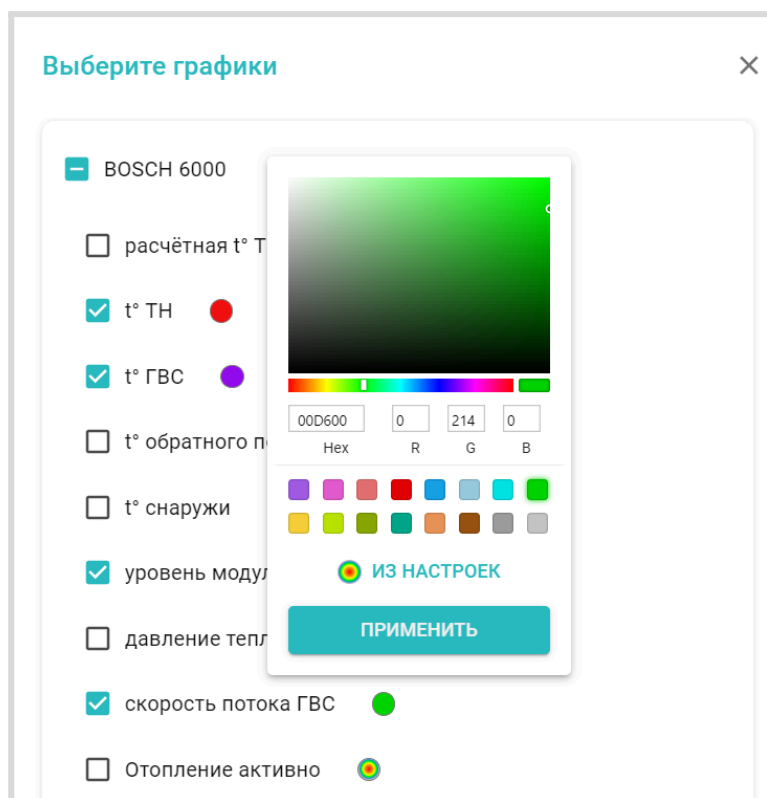 Выберите графики
BOSCH 6000
расчётная t° Т
t° ТН
t° ГВС
t° обратного п
t° снаружи
уровень модул
давление тепл
скорость потока ГВС
Отопление активно
00D600 0 214 0
Hex R G B
ИЗ НАСТРОЕК
ПРИМЕНИТЬ